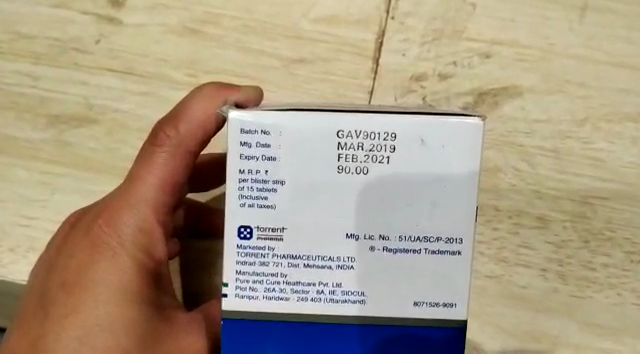 Batch No. : GAV90129
Mfg. Date : MAR.2019
Expiry Date : FEB.2021
M.R.P. ₹ 90.00
per blister strip
of 15 tablets
(Inclusive
of all taxes)
torrent
PHARMA
Mfg. Lic. No. : 51/UA/SC/P-2013
® - Registered Trademark
Marketed by :
TORRENT PHARMACEUTICALS LTD.
Indrad-382 721, Dist. Mehsana, INDIA
Manufactured by :
Pure and Cure Healthcare Pvt. Ltd.
Plot No. 26A-30, Sector - 8A, IIE, SIDCUL,
Ranipur, Haridwar - 249 403 (Uttarakhand).
8071526-9091